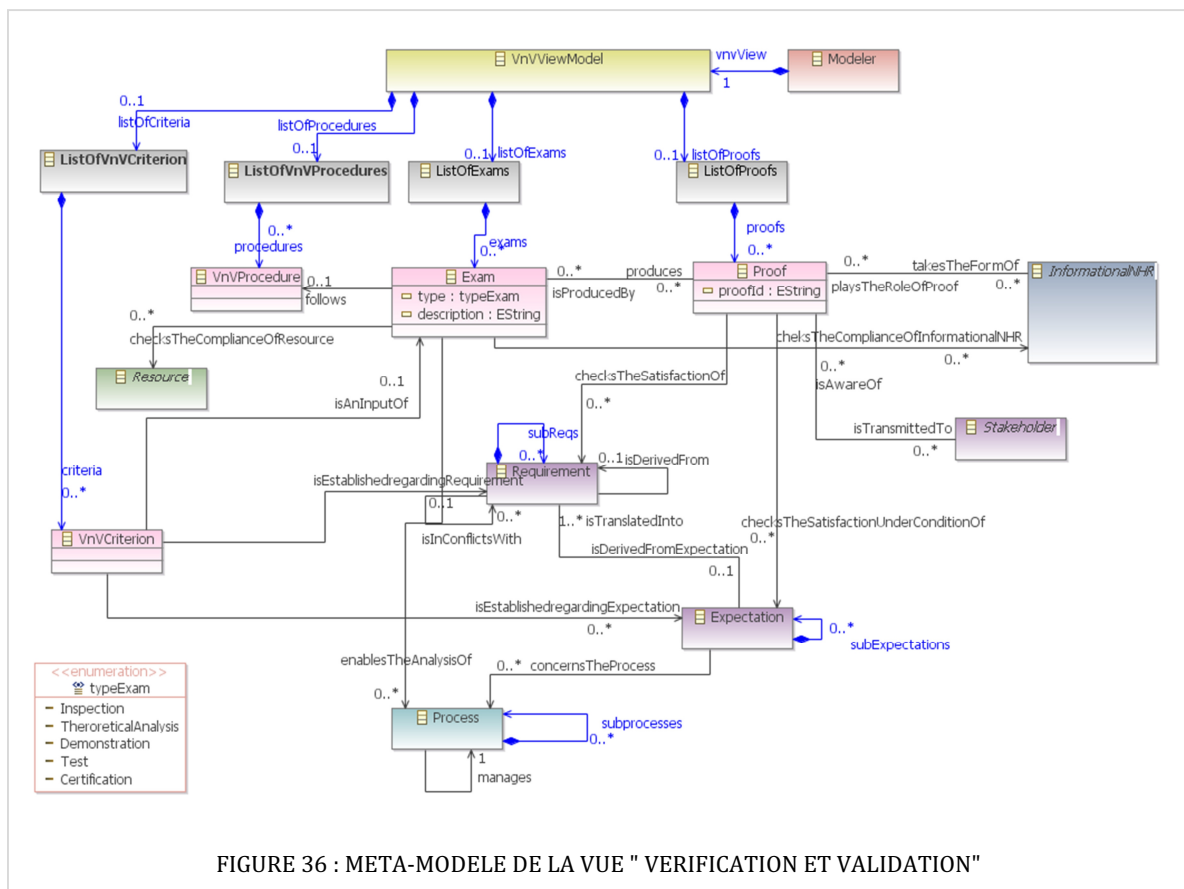 VnVViewModel
vnvView
1
Modeler
0..1
listOfCriteria
listOfProcedures
0..1
0..1 listOfExams
0..1 listOfProofs
ListOfVnVCriterion
ListOfVnVProcedures
ListOfExams
ListOfProofs
0..*
procedures
exams
0..*
proofs
0..*
VnVProcedure
0..1
follows
Exam
type : typeExam
description : EString
0..*
isProducedBy
produces
0..*
Proof
proofId : EString
0..*
playsTheRoleOfProof
takesTheFormOf
0..*
InformationalNHR
0..*
checksTheComplianceOfResource
Resource
cheksTheComplianceOfInformationalNHR
0..*
0..1
isAnInputOf
checksTheSatisfactionOf
0..*
0..*
isAwareOf
isTransmittedTo
0..*
Stakeholder
subReqs
0..*
Requirement
0..1
isDerivedFrom
criteria
0..*
isEstablishedregardingRequirement
0..1
0..*
isInConflictsWith
1..*
isTranslatedInto
isDerivedFromExpectation
0..1
checksTheSatisfactionUnderConditionOf
0..*
VnVCriterion
isEstablishedregardingExpectation
0..*
Expectation
0..*
subExpectations
enablesTheAnalysisOf
0..*
0..*
concernsTheProcess
Process
subprocesses
0..*
1
manages
<<enumeration>>
typeExam
Inspection
TheroreticalAnalysis
Demonstration
Test
Certification
FIGURE 36 : META-MODELE DE LA VUE " VERIFICATION ET VALIDATION"